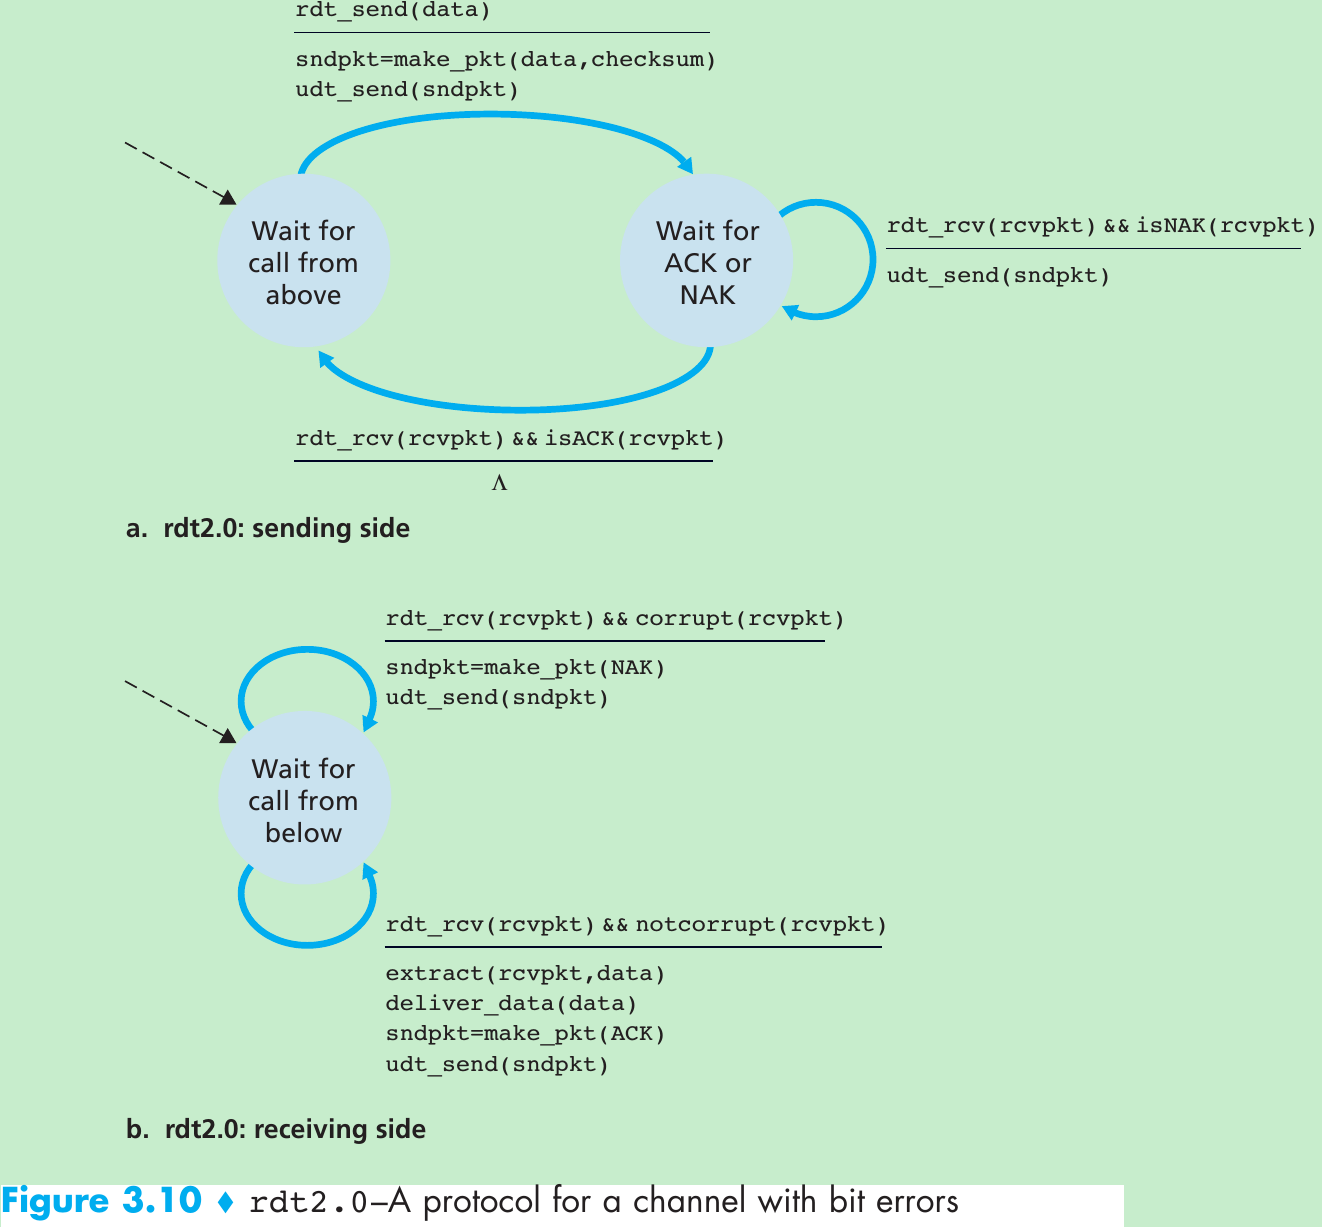 rdt_send(data)
sndpkt=make_pkt(data,checksum)
udt_send(sndpkt)
Wait for
call from
above
Wait for
ACK or
NAK
rdt_rcv(rcvpkt) && isNAK(rcvpkt)
udt_send(sndpkt)
rdt_rcv(rcvpkt) && isACK(rcvpkt)
Λ
a. rdt2.0: sending side
rdt_rcv(rcvpkt) && corrupt(rcvpkt)
sndpkt=make_pkt(NAK)
udt_send(sndpkt)
Wait for
call from
below
rdt_rcv(rcvpkt) && notcorrupt(rcvpkt)
extract(rcvpkt,data)
deliver_data(data)
sndpkt=make_pkt(ACK)
udt_send(sndpkt)
b. rdt2.0: receiving side
Figure 3.10 ♦ rdt2.0–A protocol for a channel with bit errors